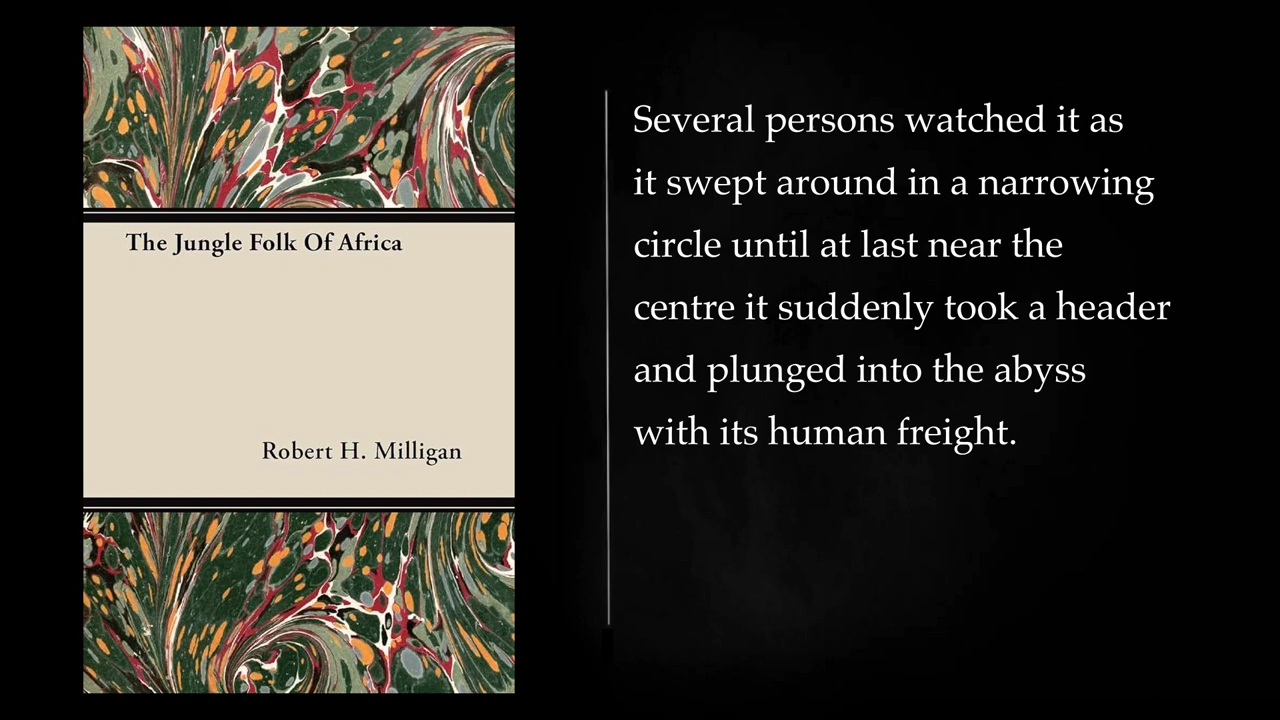 The Jungle Folk Of Africa
Robert H. Milligan
Several persons watched it as
it swept around in a narrowing
circle until at last near the
centre it suddenly took a header
and plunged into the abyss
with its human freight.